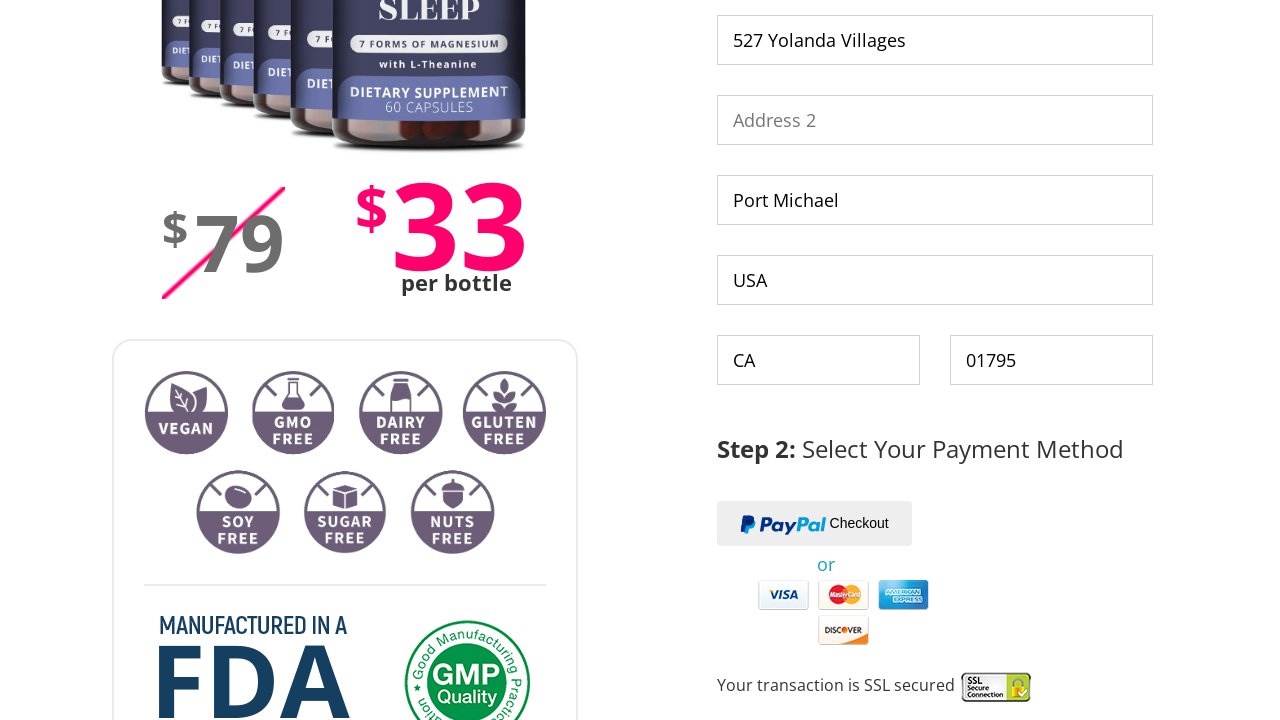 SLEEP
7 FORMS OF MAGNESIUM
with L-Theanine
DIETARY SUPPLEMENT
60 CAPSULES
$79
$33
per bottle
VEGAN
GMO FREE
DAIRY FREE
GLUTEN FREE
SOY FREE
SUGAR FREE
NUTS FREE
MANUFACTURED IN A
FDA
Good Manufacturing
GMP
Quality
527 Yolanda Villages
Address 2
Port Michael
USA
CA
01795
Step 2: Select Your Payment Method
PayPal Checkout
or
VISA
MasterCard
AMERICAN EXPRESS
DISCOVER
Your transaction is SSL secured
SSL
Secure
Connection